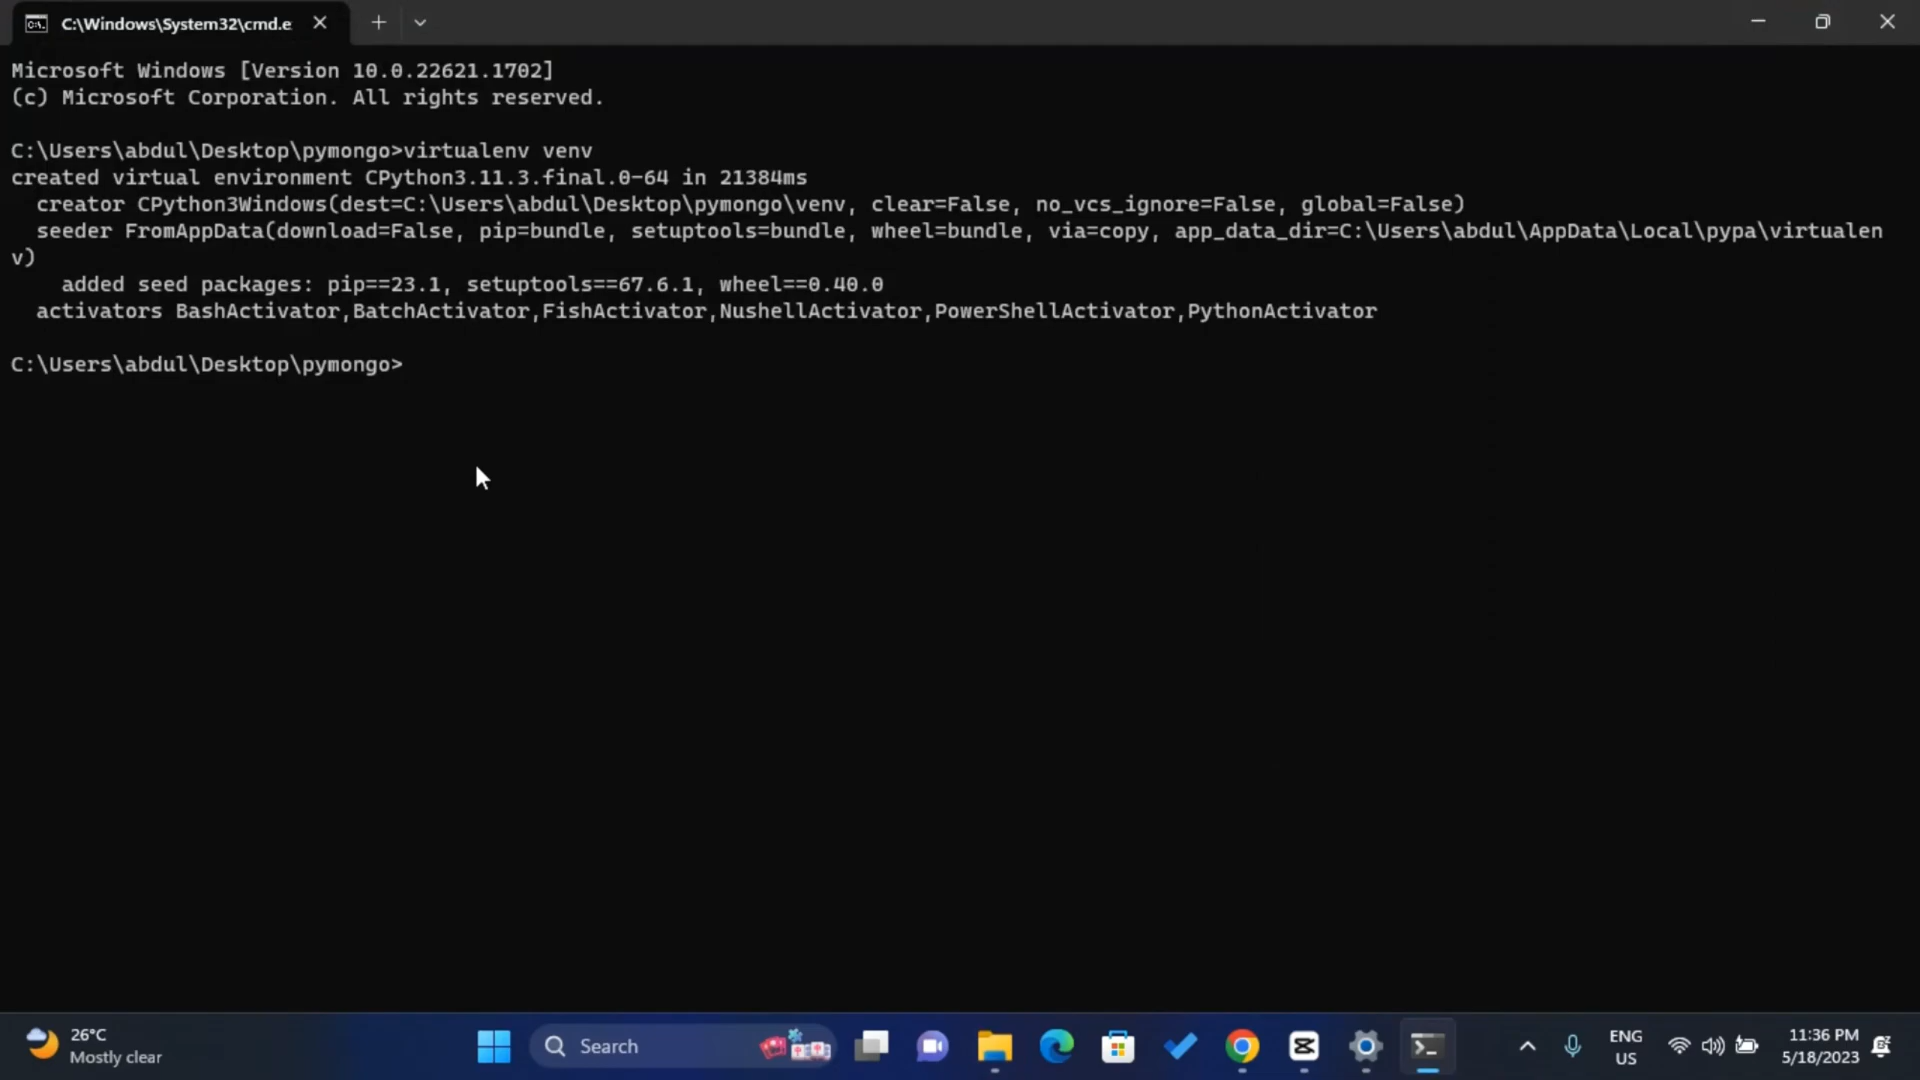 C:\Windows\System32\cmd.e
Microsoft Windows [Version 10.0.22621.1702]
(c) Microsoft Corporation. All rights reserved.
C:\Users\abdul\Desktop\pymongo>virtualenv venv
created virtual environment CPython3.11.3.final.0-64 in 21384ms
  creator CPython3Windows(dest=C:\Users\abdul\Desktop\pymongo\venv, clear=False, no_vcs_ignore=False, global=False)
  seeder FromAppData(download=False, pip=bundle, setuptools=bundle, wheel=bundle, via=copy, app_data_dir=C:\Users\abdul\AppData\Local\pypa\virtualen
v)
    added seed packages: pip==23.1, setuptools==67.6.1, wheel==0.40.0
  activators BashActivator,BatchActivator,FishActivator,NushellActivator,PowerShellActivator,PythonActivator
C:\Users\abdul\Desktop\pymongo>
26°C
Mostly clear
Search
ENG
US
11:36 PM
5/18/2023